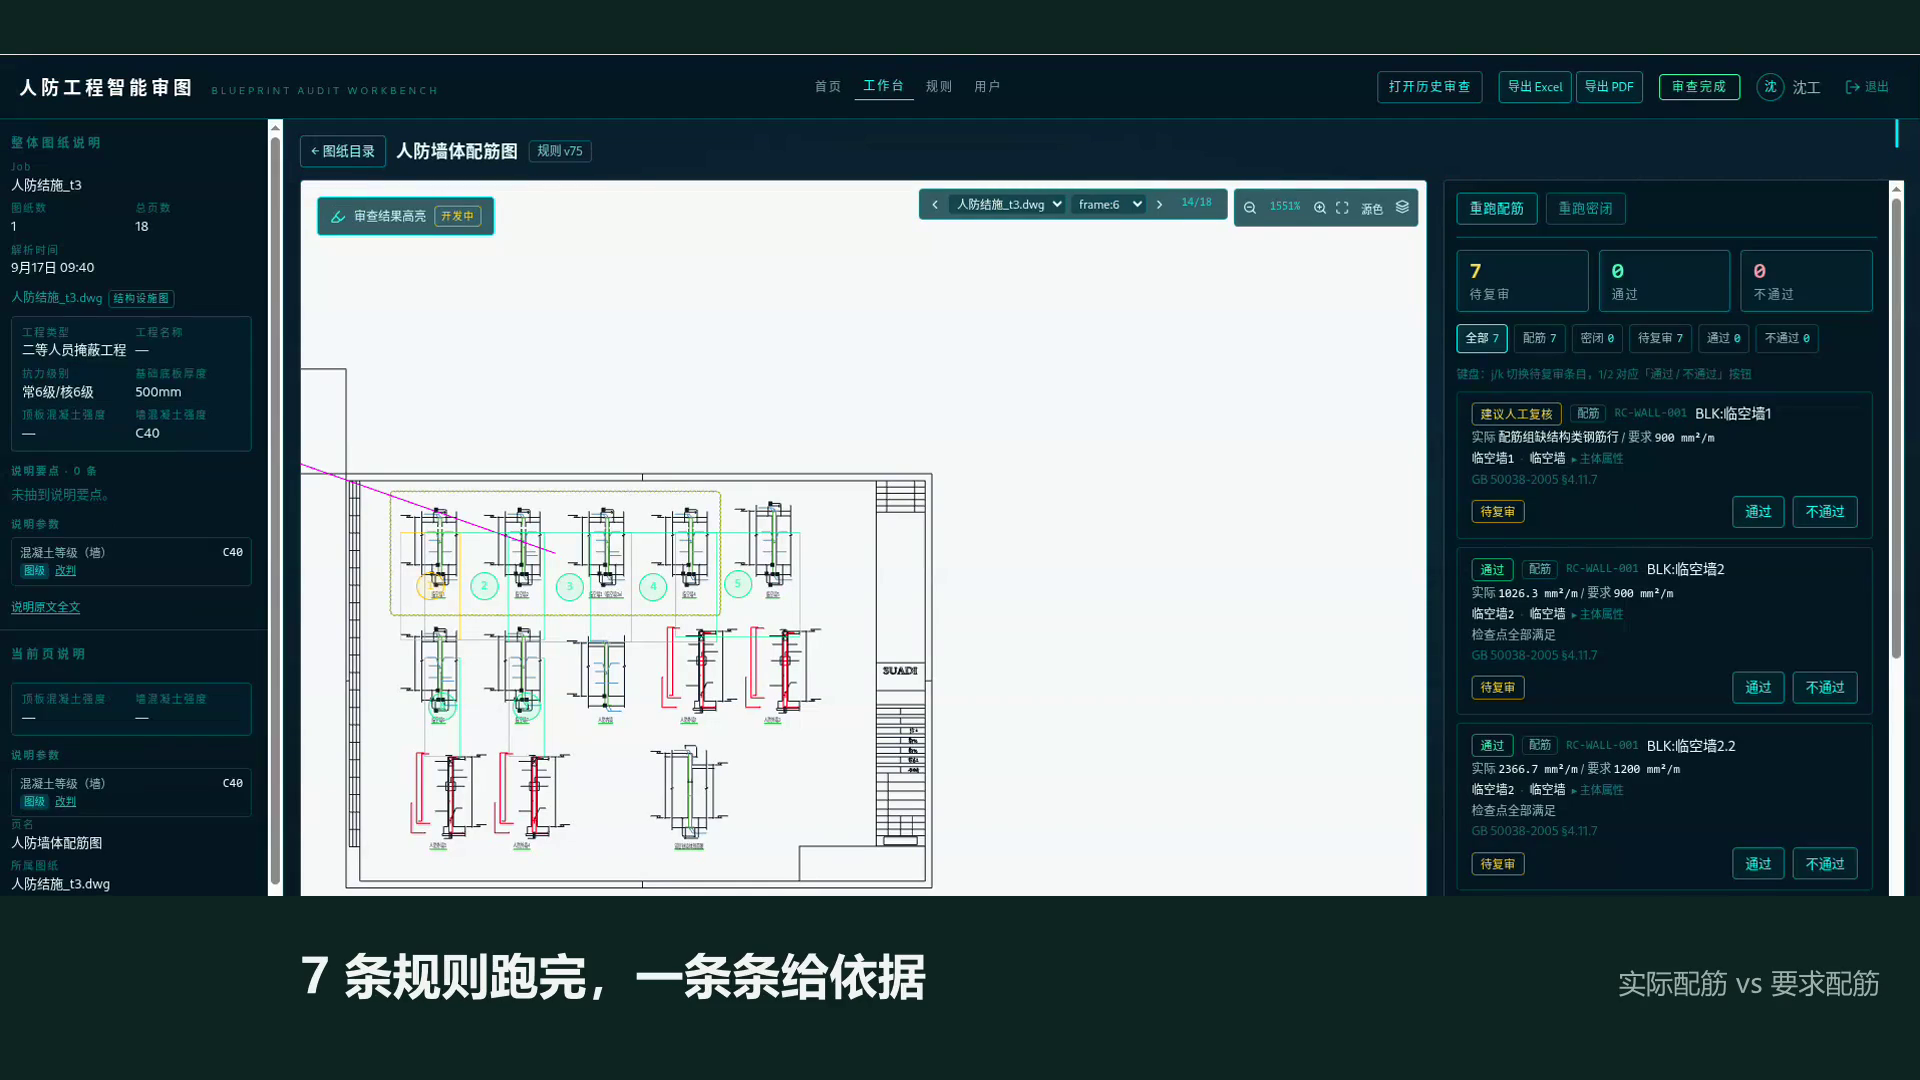 人防工程智能审图 BLUEPRINT AUDIT WORKBENCH
首页 工作台 规则 用户
打开历史审查 导出 Excel 导出 PDF 审查完成 沈 沈工 退出
整体图纸说明
Job
人防结施_t3
图纸数 总页数
1 18
解析时间
9月17日 09:40
人防结施_t3.dwg 结构设施图
工程类型 工程名称
二等人员掩蔽工程 —
抗力级别 基础底板厚度
常6级/核6级 500mm
顶板混凝土强度 墙混凝土强度
— C40
说明要点 · 0 条
未抽到说明要点。
说明参数
混凝土等级（墙） C40
图级 改判
说明原文全文
当前页说明
顶板混凝土强度 墙混凝土强度
— —
说明参数
混凝土等级（墙） C40
图级 改判
页名
人防墙体配筋图
所属图纸
人防结施_t3.dwg
← 图纸目录 人防墙体配筋图 规则 v75
审查结果高亮 开发中
人防结施_t3.dwg frame:6 14/18
1551% 源色
2 3 4 5
SUADI
重跑配筋 重跑密闭
7 0 0
待复审 通过 不通过
全部 7 配筋 7 密闭 0 待复审 7 通过 0 不通过 0
键盘：j/k 切换待复审条目，1/2 对应「通过 / 不通过」按钮
建议人工复核 配筋 RC-WALL-001 BLK:临空墙1
实际 配筋组缺结构类钢筋行 / 要求 900 mm²/m
临空墙1 · 临空墙 ▸ 主体属性
GB 50038-2005 §4.11.7
待复审 通过 不通过
通过 配筋 RC-WALL-001 BLK:临空墙2
实际 1026.3 mm²/m / 要求 900 mm²/m
临空墙2 · 临空墙 ▸ 主体属性
检查点全部满足
GB 50038-2005 §4.11.7
待复审 通过 不通过
通过 配筋 RC-WALL-001 BLK:临空墙2.2
实际 2366.7 mm²/m / 要求 1200 mm²/m
临空墙2 · 临空墙 ▸ 主体属性
检查点全部满足
GB 50038-2005 §4.11.7
待复审 通过 不通过
7 条规则跑完，一条条给依据
实际配筋 vs 要求配筋